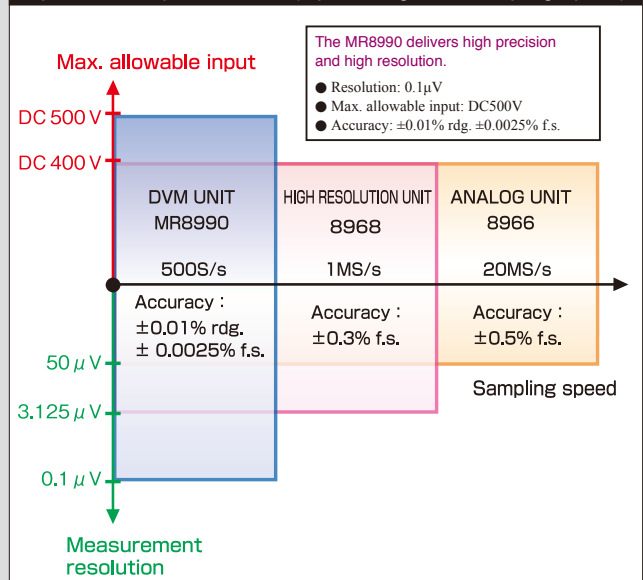 The MR8990 delivers high precision
and high resolution.
● Resolution: 0.1μV
● Max. allowable input: DC500V
● Accuracy: ±0.01% rdg. ±0.0025% f.s.
Max. allowable input
DC 500 V
DC 400 V
DVM UNIT
MR8990
500S/s
Accuracy :
±0.01% rdg.
± 0.0025% f.s.
HIGH RESOLUTION UNIT
8968
1MS/s
Accuracy :
±0.3% f.s.
ANALOG UNIT
8966
20MS/s
Accuracy :
±0.5% f.s.
Sampling speed
50 μV
3.125 μV
0.1 μV
Measurement
resolution